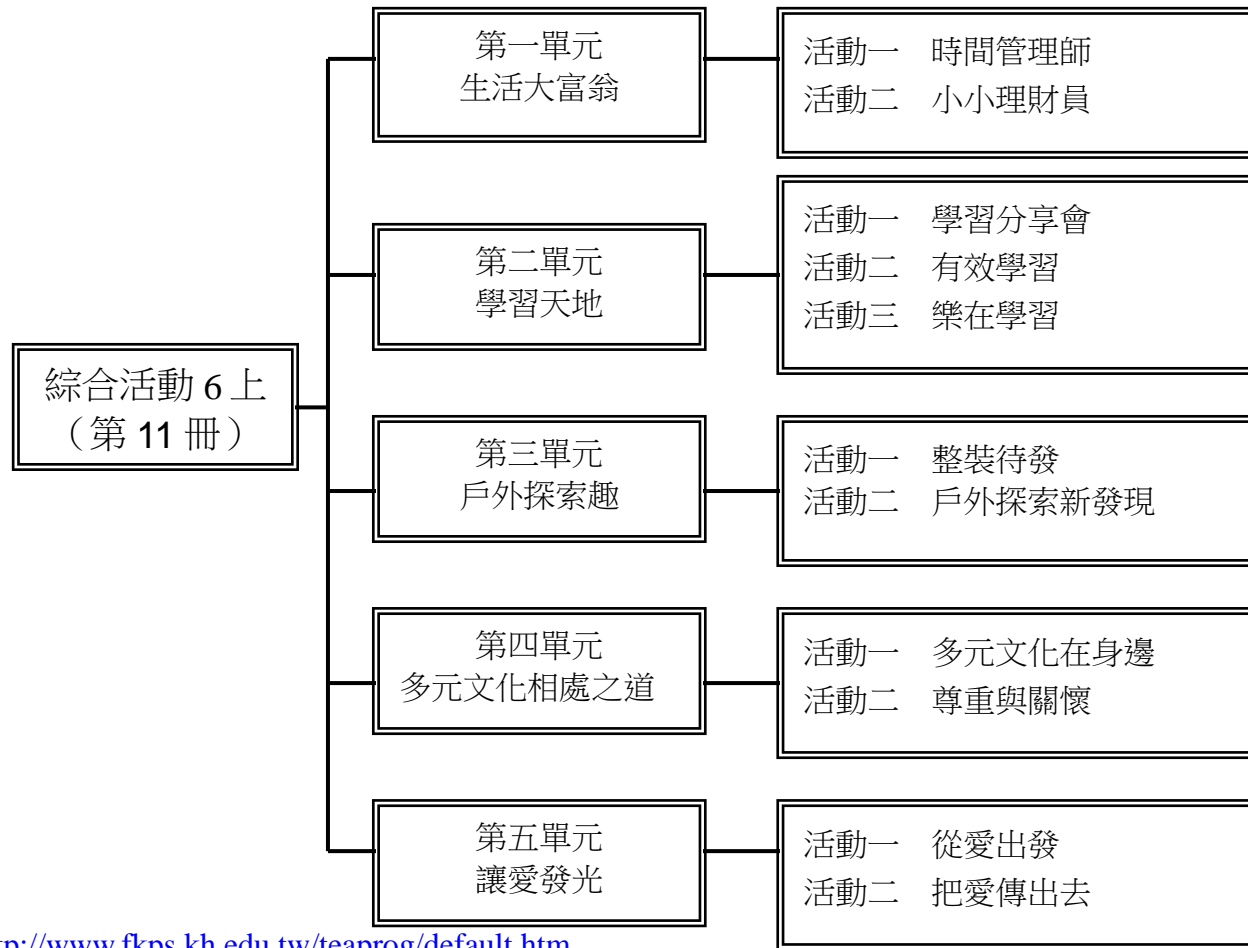 綜合活動 6 上
（第 11 冊）
第一單元
生活大富翁
活動一　時間管理師
活動二　小小理財員
第二單元
學習天地
活動一　學習分享會
活動二　有效學習
活動三　樂在學習
第三單元
戶外探索趣
活動一　整裝待發
活動二　戶外探索新發現
第四單元
多元文化相處之道
活動一　多元文化在身邊
活動二　尊重與關懷
第五單元
讓愛發光
活動一　從愛出發
活動二　把愛傳出去
tp://www.fkps.kh.edu.tw/teaprog/default.htm